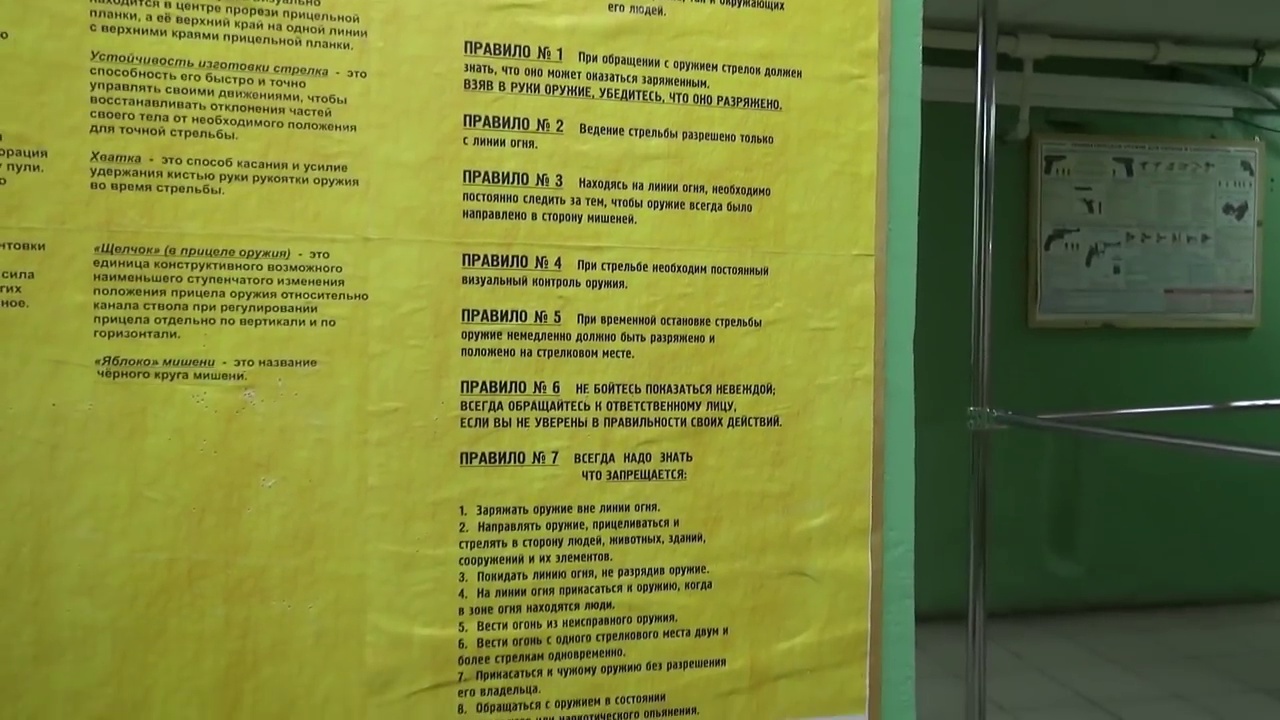 о
орация
пули.
о
нтовки
сила
гих
ное.
визуально
находится в центре прорези прицельной
планки, а её верхний край на одной линии
с верхними краями прицельной планки.
Устойчивость изготовки стрелка - это
способность его быстро и точно
управлять своими движениями, чтобы
восстанавливать отклонения частей
своего тела от необходимого положения
для точной стрельбы.
Хватка - это способ касания и усилие
удержания кистью руки рукоятки оружия
во время стрельбы.
«Щелчок» (в прицеле оружия) - это
единица конструктивного возможного
наименьшего ступенчатого изменения
положения прицела оружия относительно
канала ствола при регулировании
прицела отдельно по вертикали и по
горизонтали.
«Яблоко» мишени - это название
чёрного круга мишени.
так и окружающих
его людей.
ПРАВИЛО № 1 При обращении с оружием стрелок должен
знать, что оно может оказаться заряженным.
ВЗЯВ В РУКИ ОРУЖИЕ, УБЕДИТЕСЬ, ЧТО ОНО РАЗРЯЖЕНО.
ПРАВИЛО № 2 Ведение стрельбы разрешено только
с линии огня.
ПРАВИЛО № 3 Находясь на линии огня, необходимо
постоянно следить за тем, чтобы оружие всегда было
направлено в сторону мишеней.
ПРАВИЛО № 4 При стрельбе необходим постоянный
визуальный контроль оружия.
ПРАВИЛО № 5 При временной остановке стрельбы
оружие немедленно должно быть разряжено и
положено на стрелковом месте.
ПРАВИЛО № 6 НЕ БОЙТЕСЬ ПОКАЗАТЬСЯ НЕВЕЖДОЙ;
ВСЕГДА ОБРАЩАЙТЕСЬ К ОТВЕТСТВЕННОМУ ЛИЦУ,
ЕСЛИ ВЫ НЕ УВЕРЕНЫ В ПРАВИЛЬНОСТИ СВОИХ ДЕЙСТВИЙ.
ПРАВИЛО № 7 ВСЕГДА НАДО ЗНАТЬ
ЧТО ЗАПРЕЩАЕТСЯ:
1. Заряжать оружие вне линии огня.
2. Направлять оружие, прицеливаться и
стрелять в сторону людей, животных, зданий,
сооружений и их элементов.
3. Покидать линию огня, не разрядив оружие.
4. На линии огня прикасаться к оружию, когда
в зоне огня находятся люди.
5. Вести огонь из неисправного оружия.
6. Вести огонь с одного стрелкового места двум и
более стрелкам одновременно.
7. Прикасаться к чужому оружию без разрешения
его владельца.
8. Обращаться с оружием в состоянии
или наркотического опьянения.